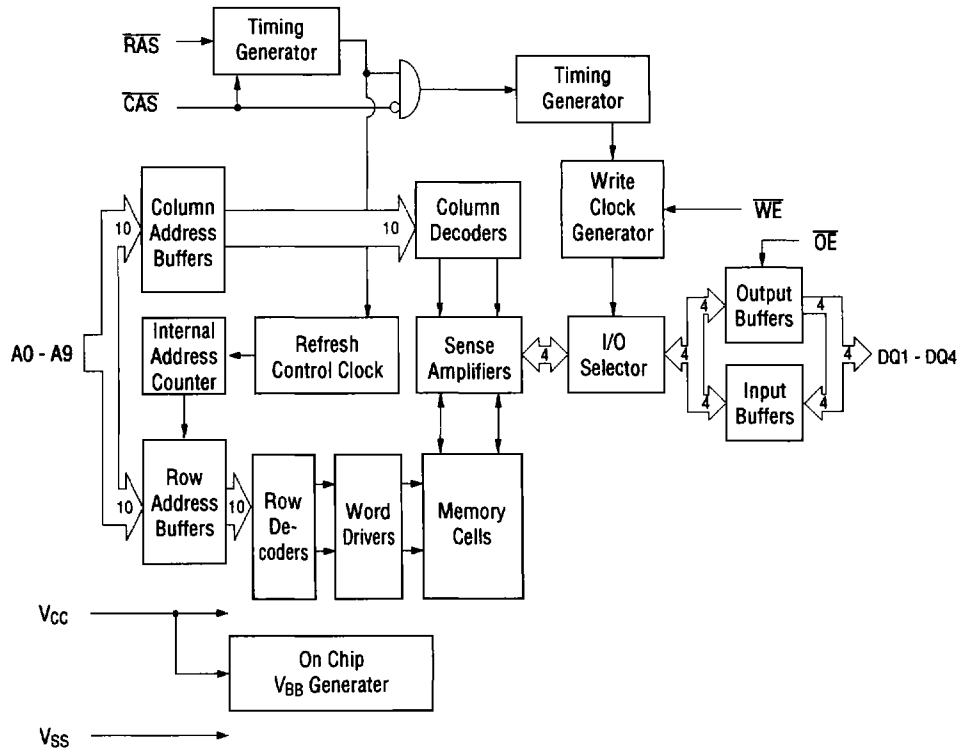 RAS
Timing
Generator
CAS
Timing
Generator
Column
Address
Buffers
10
10
Column
Decoders
Write
Clock
Generator
WE
OE
A0 - A9
Internal
Address
Counter
Refresh
Control Clock
Sense
Amplifiers
4
I/O
Selector
4
4
Output
Buffers
4
4
DQ1 - DQ4
4
Input
Buffers
4
10
Row
Address
Buffers
10
Row
De-
coders
Word
Drivers
Memory
Cells
VCC
On Chip
VBB Generater
VSS